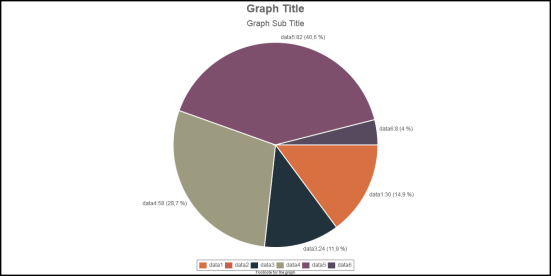 Graph Title
Graph Sub Title
data5:82 (40,6 %)
data6:8 (4 %)
data4:58 (28,7 %)
data1:30 (14,9 %)
data3:24 (11,9 %)
data1 data2 data3 data4 data5 data6
Footnote for the graph